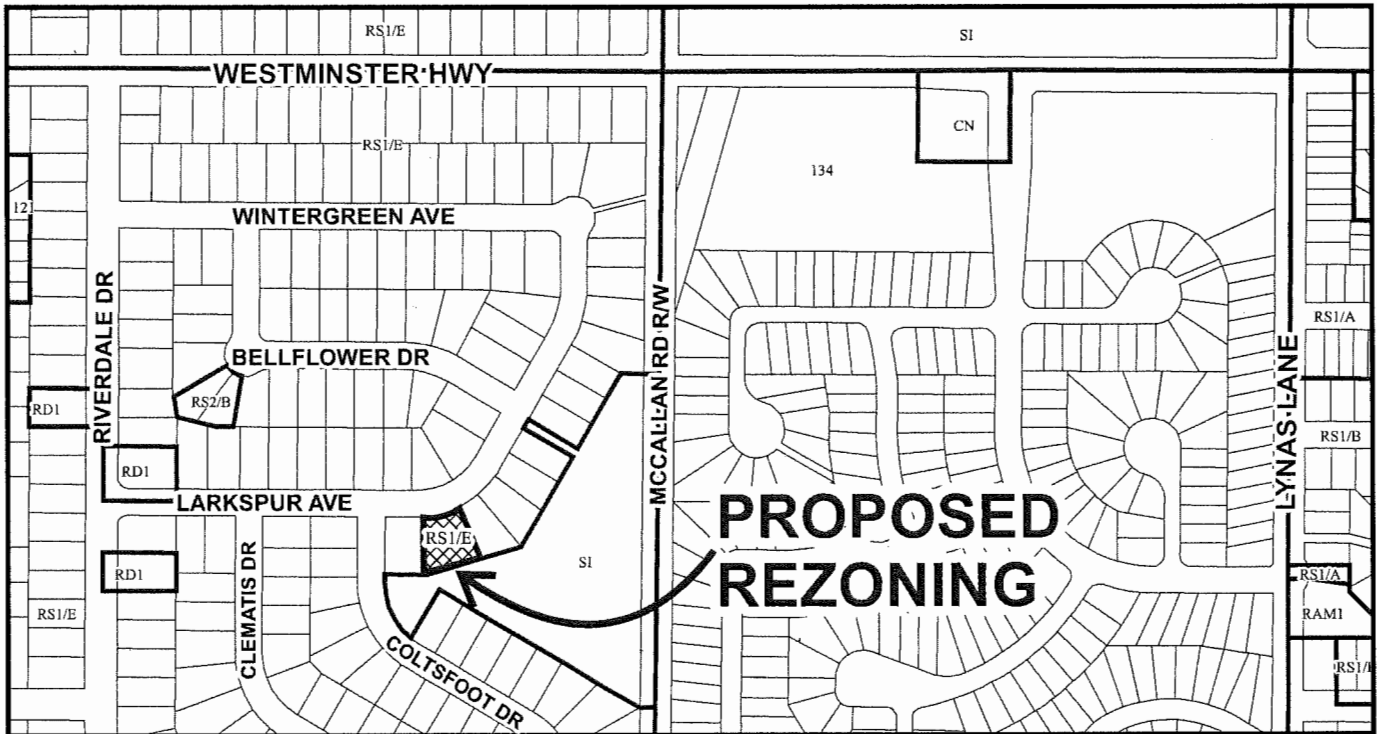 RS1/E
SI
WESTMINSTER HWY
CN
RS1/E
134
121
WINTERGREEN AVE
RIVERDALE DR
MCCALLAN RD R/W
RS1/A
LYNAS LANE
BELLFLOWER DR
RS2/B
RD1
RS1/B
RD1
LARKSPUR AVE
PROPOSED
REZONING
RS1/E
SI
RD1
CLEMATIS DR
RS1/A
RS1/E
RAM1
COLTSFOOT DR